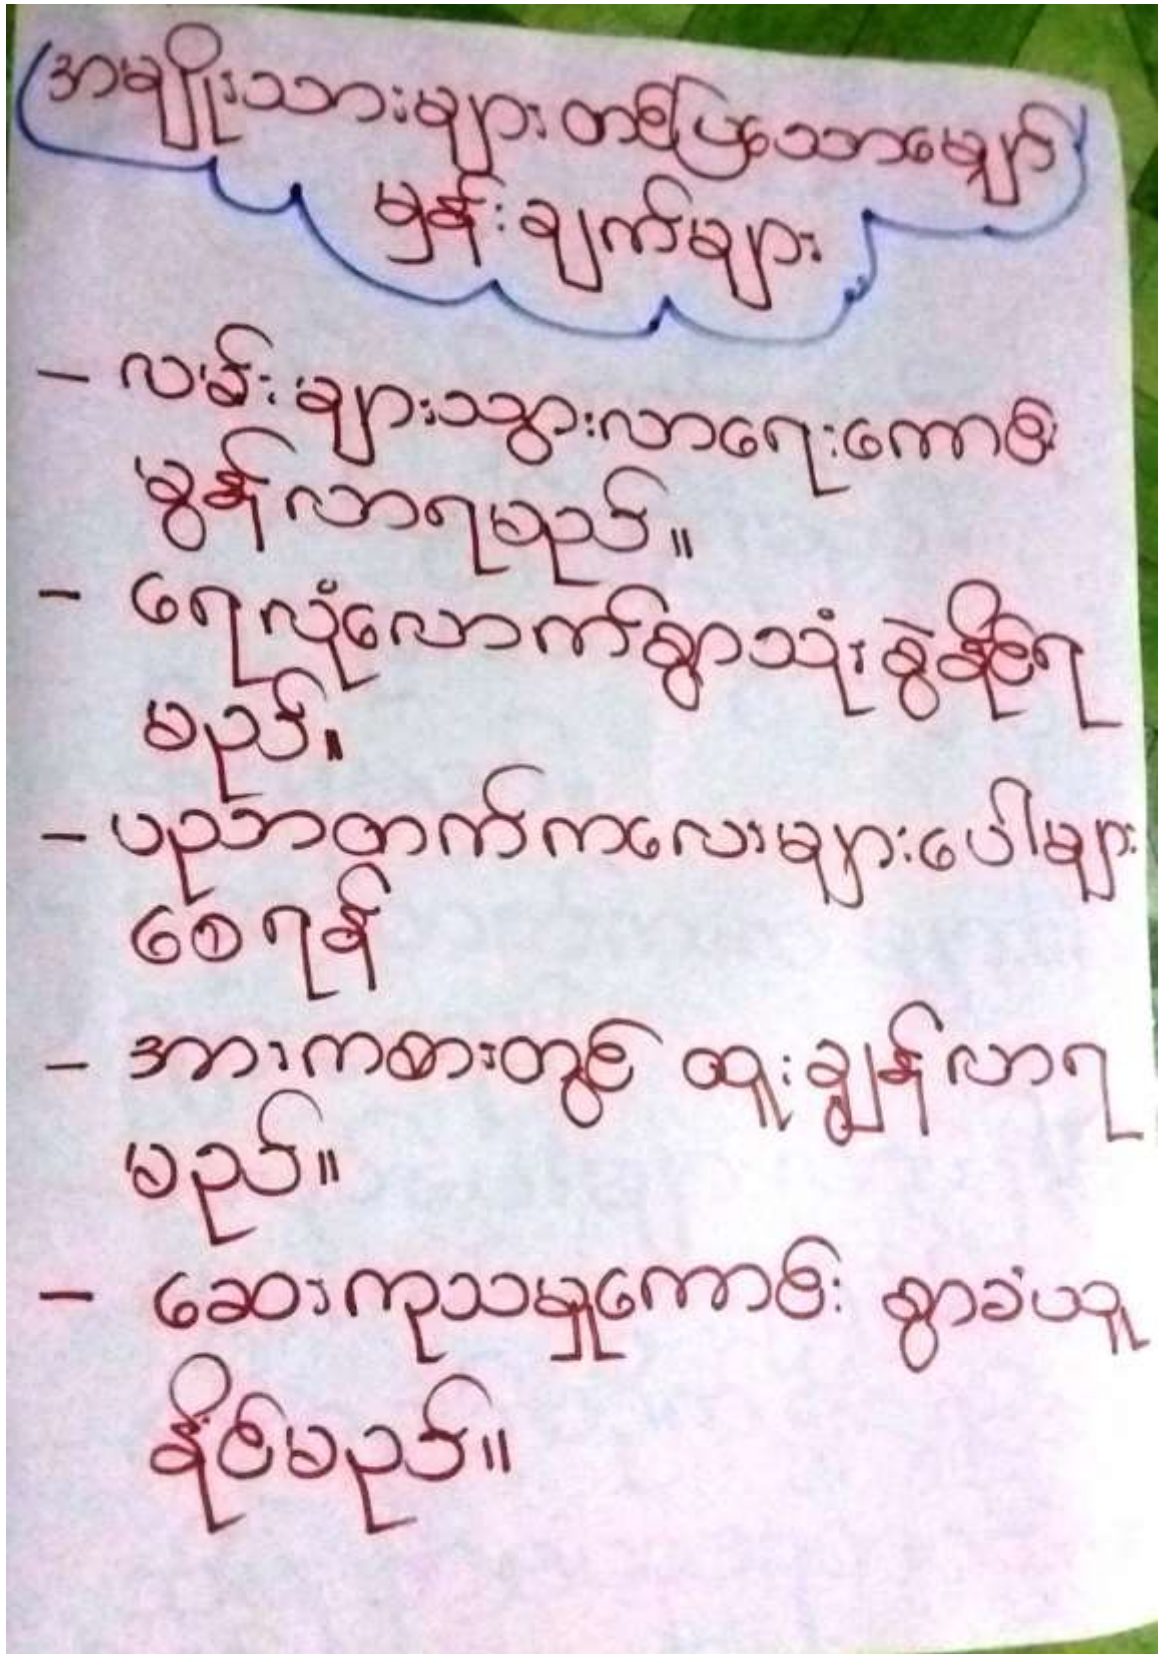 အမျိုးသားများ တင်ပြသောမျှော်
မှန်းချက်များ
- လမ်းများသွားလာရေးကောင်း
မွန်လာရမည်။
- ရေလုံလောက်စွာသုံးစွဲနိုင်ရ
မည်။
- ပညာတက်ကလေးများပေါများ
စေရန်
- အားကစားတွင် ထူးချွန်လာရ
မည်။
- ဆေးကုသမှုကောင်း စွာခံယူ
နိုင်မည်။